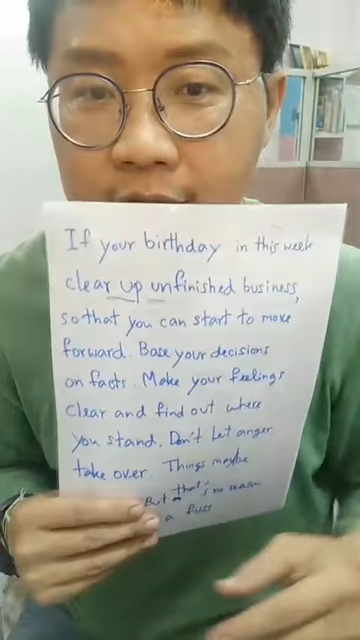 If your birthday in this week
clear up unfinished business,
so that you can start to move
forward. Base your decisions
on facts. Make your feelings
clear and find out where
you stand. Don't let anger
take over. Things maybe
But that's no reason
a fuss